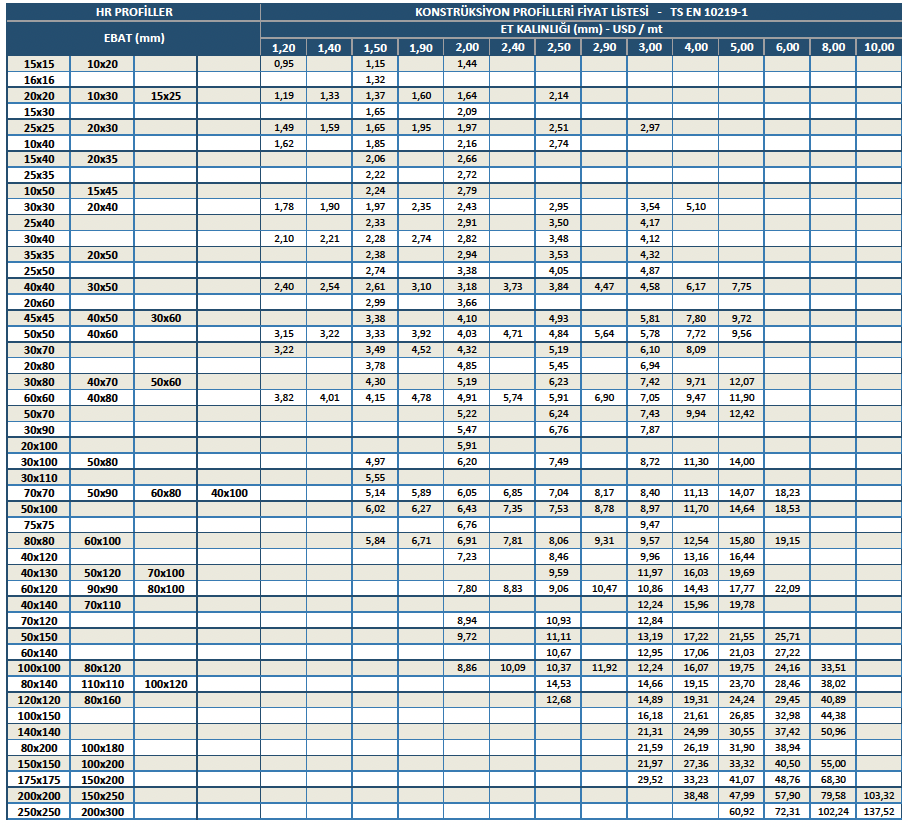 HR PROFİLLER KONSTRÜKSİYON PROFİLLERİ FİYAT LİSTESİ - TS EN 10219-1
EBAT (mm) ET KALINLIĞI (mm) - USD / mt
1,20 1,40 1,50 1,90 2,00 2,40 2,50 2,90 3,00 4,00 5,00 6,00 8,00 10,00
15x15 10x20 0,95 1,15 1,44
16x16 1,32
20x20 10x30 15x25 1,19 1,33 1,37 1,60 1,64 2,14
15x30 1,65 2,09
25x25 20x30 1,49 1,59 1,65 1,95 1,97 2,51 2,97
10x40 1,62 1,85 2,16 2,74
15x40 20x35 2,06 2,66
25x35 2,22 2,72
10x50 15x45 2,24 2,79
30x30 20x40 1,78 1,90 1,97 2,35 2,43 2,95 3,54 5,10
25x40 2,33 2,91 3,50 4,17
30x40 2,10 2,21 2,28 2,74 2,82 3,48 4,12
35x35 20x50 2,38 2,94 3,53 4,32
25x50 2,74 3,38 4,05 4,87
40x40 30x50 2,40 2,54 2,61 3,10 3,18 3,73 3,84 4,47 4,58 6,17 7,75
20x60 2,99 3,66
45x45 40x50 30x60 3,38 4,10 4,93 5,81 7,80 9,72
50x50 40x60 3,15 3,22 3,33 3,92 4,03 4,71 4,84 5,64 5,78 7,72 9,56
30x70 3,22 3,49 4,52 4,32 5,19 6,10 8,09
20x80 3,78 4,85 5,45 6,94
30x80 40x70 50x60 4,30 5,19 6,23 7,42 9,71 12,07
60x60 40x80 3,82 4,01 4,15 4,78 4,91 5,74 5,91 6,90 7,05 9,47 11,90
50x70 5,22 6,24 7,43 9,94 12,42
30x90 5,47 6,76 7,87
20x100 5,91
30x100 50x80 4,97 6,20 7,49 8,72 11,30 14,00
30x110 5,55
70x70 50x90 60x80 40x100 5,14 5,89 6,05 6,85 7,04 8,17 8,40 11,13 14,07 18,23
50x100 6,02 6,27 6,43 7,35 7,53 8,78 8,97 11,70 14,64 18,53
75x75 6,76 9,47
80x80 60x100 5,84 6,71 6,91 7,81 8,06 9,31 9,57 12,54 15,80 19,15
40x120 7,23 8,46 9,96 13,16 16,44
40x130 50x120 70x100 9,59 11,97 16,03 19,69
60x120 90x90 80x100 7,80 8,83 9,06 10,47 10,86 14,43 17,77 22,09
40x140 70x110 12,24 15,96 19,78
70x120 8,94 10,93 12,84
50x150 9,72 11,11 13,19 17,22 21,55 25,71
60x140 10,67 12,95 17,06 21,03 27,22
100x100 80x120 8,86 10,09 10,37 11,92 12,24 16,07 19,75 24,16 33,51
80x140 110x110 100x120 14,53 14,66 19,15 23,70 28,46 38,02
120x120 80x160 12,68 14,89 19,31 24,24 29,45 40,89
100x150 16,18 21,61 26,85 32,98 44,38
140x140 21,31 24,99 30,55 37,42 50,96
80x200 100x180 21,59 26,19 31,90 38,94
150x150 100x200 21,97 27,36 33,32 40,50 55,00
175x175 150x200 29,52 33,23 41,07 48,76 68,30
200x200 150x250 38,48 47,99 57,90 79,58 103,32
250x250 200x300 60,92 72,31 102,24 137,52